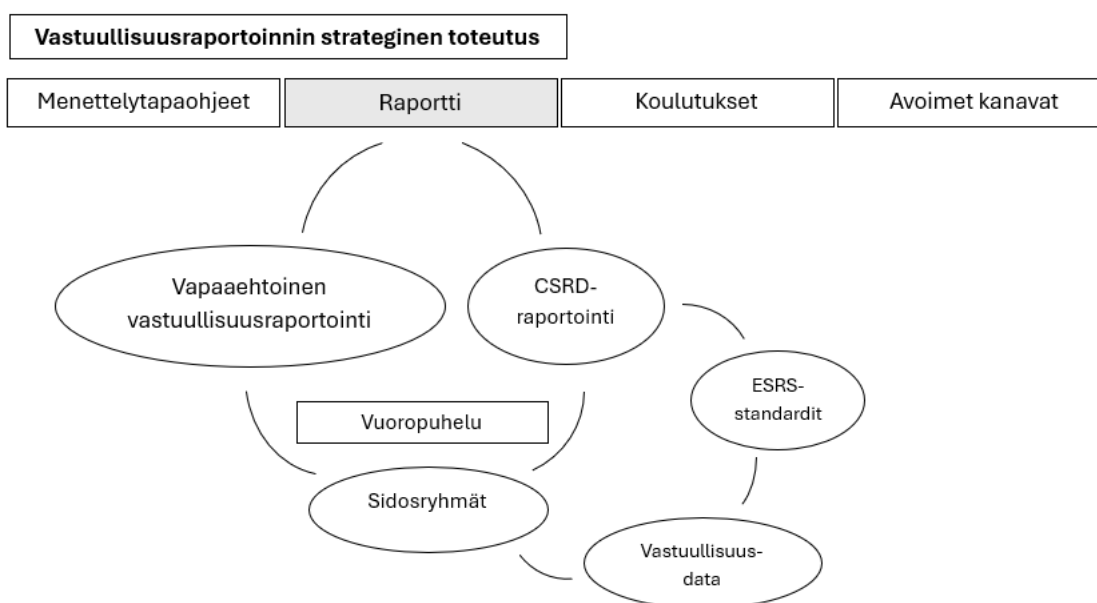 Vastuullisuusraportoinnin strateginen toteutus
Menettelytapaohjeet
Raportti
Koulutukset
Avoimet kanavat
Vapaaehtoinen
vastuullisuusraportointi
CSRD-
raportointi
ESRS-
standardit
Vuoropuhelu
Sidosryhmät
Vastuullisuus-
data